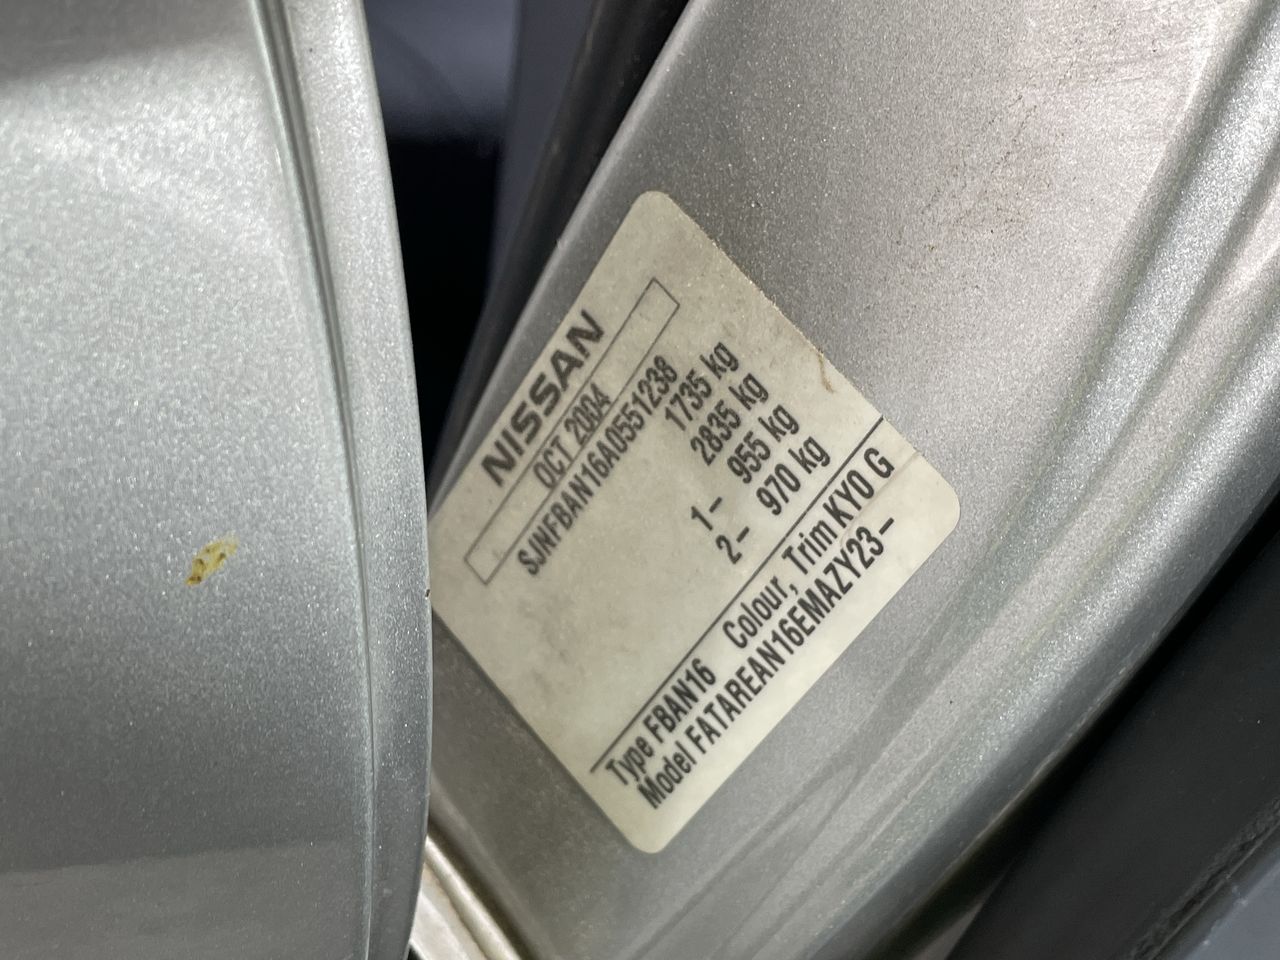 NISSAN
OCT 2004
SJNFBAN16A0551238
1735 kg
2835 kg
1- 955 kg
2- 970 kg
Type FBAN16 Colour, Trim KY0 G
Model FATAREAN16EMAZY23-